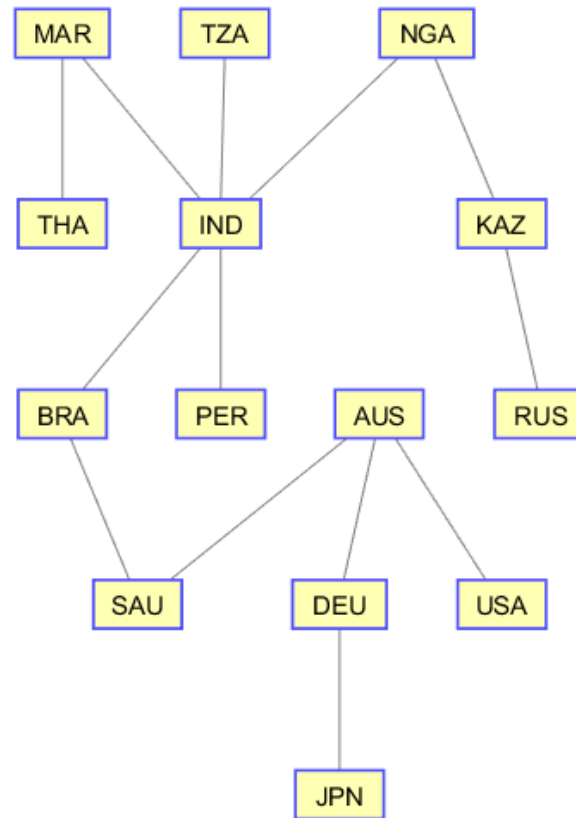 MAR TZA NGA
THA IND KAZ
BRA PER AUS RUS
SAU DEU USA
JPN